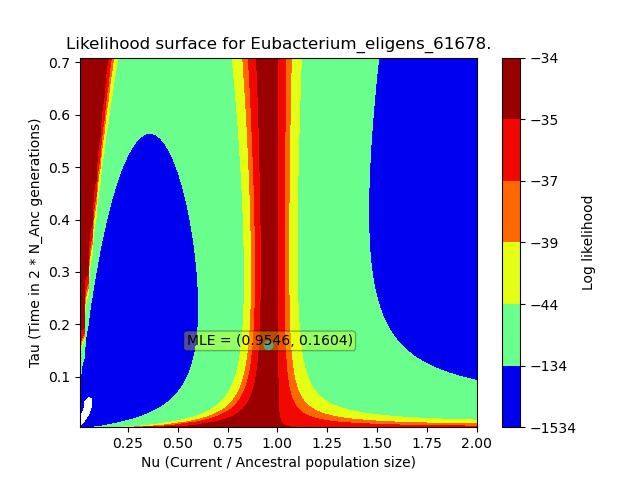 Likelihood surface for Eubacterium_eligens_61678.
Tau (Time in 2 * N_Anc generations)
0.7
0.6
0.5
0.4
0.3
0.2
0.1
MLE = (0.9546, 0.1604)
0.25 0.50 0.75 1.00 1.25 1.50 1.75 2.00
Nu (Current / Ancestral population size)
−34
−35
−37
−39
−44
−134
−1534
Log likelihood